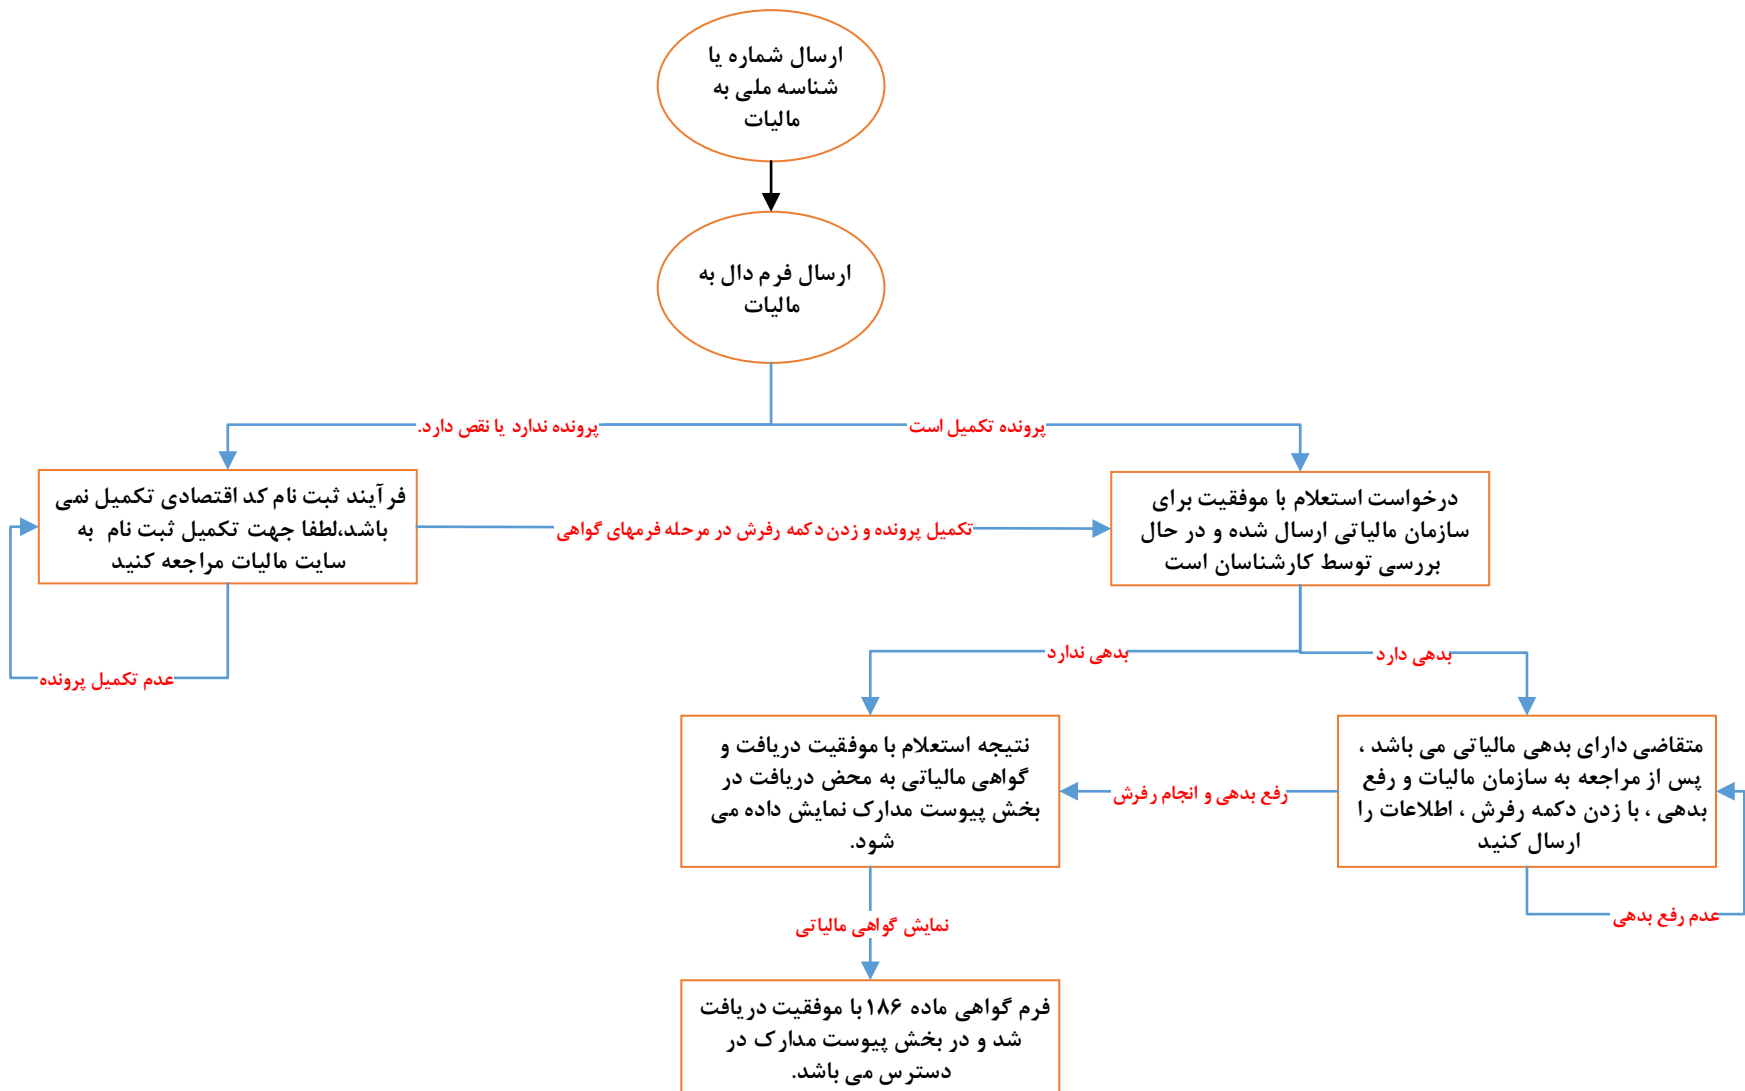 ارسال شماره یا
شناسه ملی به
مالیات
ارسال فرم دال به
مالیات
پرونده تکمیل است
پرونده ندارد یا نقص دارد.
درخواست استعلام با موفقیت برای
سازمان مالیاتی ارسال شده و در حال
بررسی توسط کارشناسان است
فرآیند ثبت نام کد اقتصادی تکمیل نمی
باشد،لطفا جهت تکمیل ثبت نام به
سایت مالیات مراجعه کنید
تکمیل پرونده و زدن دکمه رفرش در مرحله فرمهای گواهی
عدم تکمیل پرونده
بدهی دارد
بدهی ندارد
متقاضی دارای بدهی مالیاتی می باشد ،
پس از مراجعه به سازمان مالیات و رفع
بدهی ، با زدن دکمه رفرش ، اطلاعات را
ارسال کنید
رفع بدهی و انجام رفرش
نتیجه استعلام با موفقیت دریافت و
گواهی مالیاتی به محض دریافت در
بخش پیوست مدارک نمایش داده می
شود.
عدم رفع بدهی
نمایش گواهی مالیاتی
فرم گواهی ماده ۱۸۶با موفقیت دریافت
شد و در بخش پیوست مدارک در
دسترس می باشد.